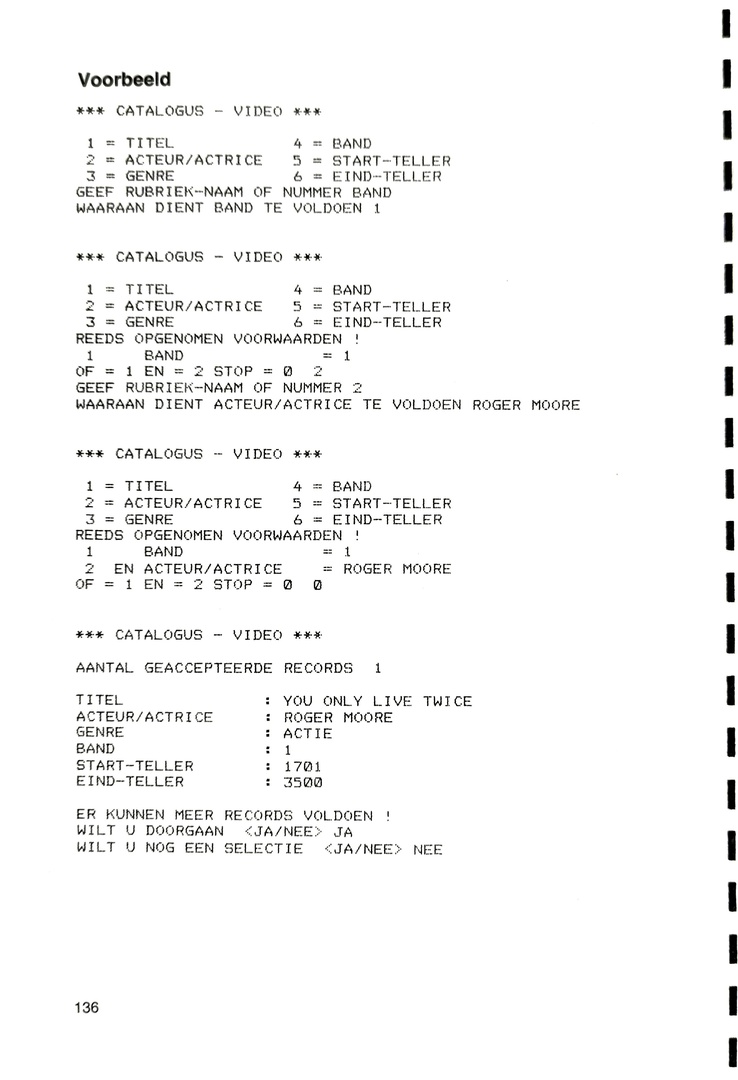 Voorbeeld
*** CATALOGUS - VIDEO ***
1 = TITEL 4 = BAND
2 = ACTEUR/ACTRICE 5 = START-TELLER
3 = GENRE 6 = EIND-TELLER
GEEF RUBRIEK-NAAM OF NUMMER BAND
WAARAAN DIENT BAND TE VOLDOEN 1
*** CATALOGUS - VIDEO ***
1 = TITEL 4 = BAND
2 = ACTEUR/ACTRICE 5 = START-TELLER
3 = GENRE 6 = EIND-TELLER
REEDS OPGENOMEN VOORWAARDEN !
1 BAND = 1
OF = 1 EN = 2 STOP = 0 2
GEEF RUBRIEK-NAAM OF NUMMER 2
WAARAAN DIENT ACTEUR/ACTRICE TE VOLDOEN ROGER MOORE
*** CATALOGUS - VIDEO ***
1 = TITEL 4 = BAND
2 = ACTEUR/ACTRICE 5 = START-TELLER
3 = GENRE 6 = EIND-TELLER
REEDS OPGENOMEN VOORWAARDEN !
1 BAND = 1
2 EN ACTEUR/ACTRICE = ROGER MOORE
OF = 1 EN = 2 STOP = 0 0
*** CATALOGUS - VIDEO ***
AANTAL GEACCEPTEERDE RECORDS 1
TITEL : YOU ONLY LIVE TWICE
ACTEUR/ACTRICE : ROGER MOORE
GENRE : ACTIE
BAND : 1
START-TELLER : 1701
EIND-TELLER : 3500
ER KUNNEN MEER RECORDS VOLDOEN !
WILT U DOORGAAN <JA/NEE> JA
WILT U NOG EEN SELECTIE <JA/NEE> NEE
136